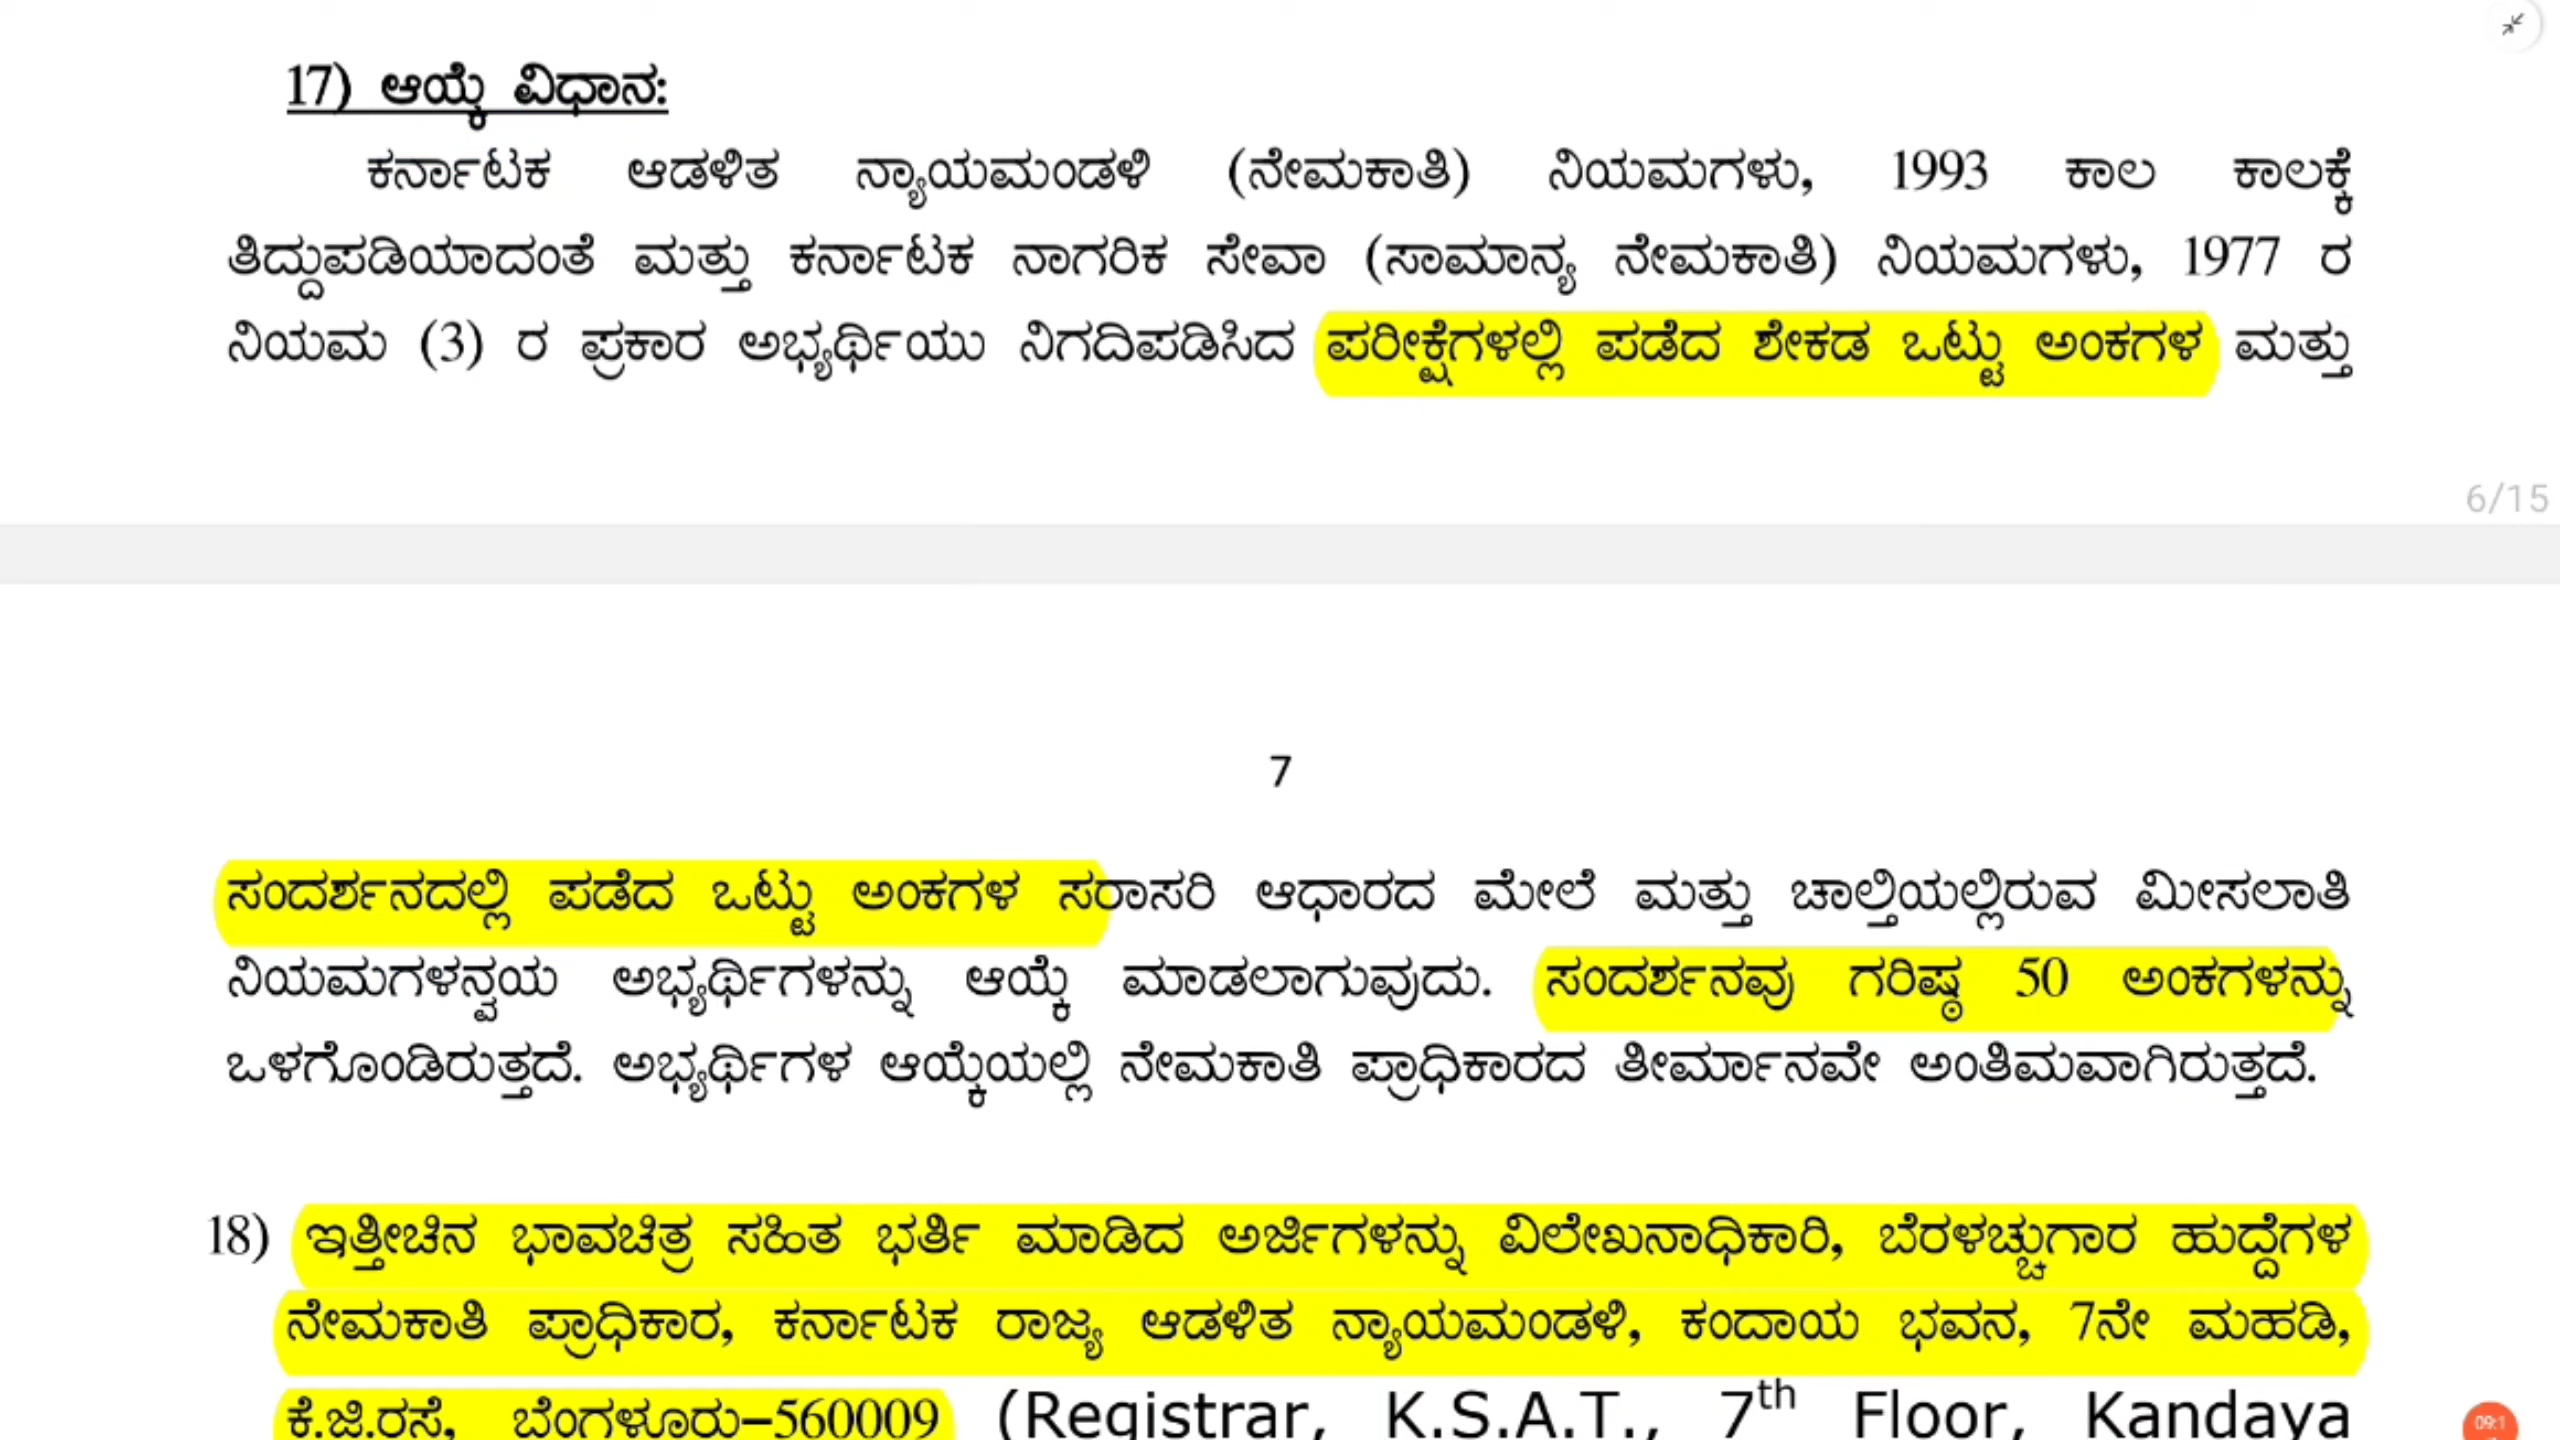 17) ಆಯ್ಕೆ ವಿಧಾನ:
ಕರ್ನಾಟಕ ಆಡಳಿತ ನ್ಯಾಯಮಂಡಳಿ (ನೇಮಕಾತಿ) ನಿಯಮಗಳು, 1993 ಕಾಲ ಕಾಲಕ್ಕೆ
ತಿದ್ದುಪಡಿಯಾದಂತೆ ಮತ್ತು ಕರ್ನಾಟಕ ನಾಗರಿಕ ಸೇವಾ (ಸಾಮಾನ್ಯ ನೇಮಕಾತಿ) ನಿಯಮಗಳು, 1977 ರ
ನಿಯಮ (3) ರ ಪ್ರಕಾರ ಅಭ್ಯರ್ಥಿಯು ನಿಗದಿಪಡಿಸಿದ ಪರೀಕ್ಷೆಗಳಲ್ಲಿ ಪಡೆದ ಶೇಕಡ ಒಟ್ಟು ಅಂಕಗಳ ಮತ್ತು
6/15
7
ಸಂದರ್ಶನದಲ್ಲಿ ಪಡೆದ ಒಟ್ಟು ಅಂಕಗಳ ಸರಾಸರಿ ಆಧಾರದ ಮೇಲೆ ಮತ್ತು ಚಾಲ್ತಿಯಲ್ಲಿರುವ ಮೀಸಲಾತಿ
ನಿಯಮಗಳನ್ವಯ ಅಭ್ಯರ್ಥಿಗಳನ್ನು ಆಯ್ಕೆ ಮಾಡಲಾಗುವುದು. ಸಂದರ್ಶನವು ಗರಿಷ್ಠ 50 ಅಂಕಗಳನ್ನು
ಒಳಗೊಂಡಿರುತ್ತದೆ. ಅಭ್ಯರ್ಥಿಗಳ ಆಯ್ಕೆಯಲ್ಲಿ ನೇಮಕಾತಿ ಪ್ರಾಧಿಕಾರದ ತೀರ್ಮಾನವೇ ಅಂತಿಮವಾಗಿರುತ್ತದೆ.
18) ಇತ್ತೀಚಿನ ಭಾವಚಿತ್ರ ಸಹಿತ ಭರ್ತಿ ಮಾಡಿದ ಅರ್ಜಿಗಳನ್ನು ವಿಲೇಖನಾಧಿಕಾರಿ, ಬೆರಳಚ್ಚುಗಾರ ಹುದ್ದೆಗಳ
ನೇಮಕಾತಿ ಪ್ರಾಧಿಕಾರ, ಕರ್ನಾಟಕ ರಾಜ್ಯ ಆಡಳಿತ ನ್ಯಾಯಮಂಡಳಿ, ಕಂದಾಯ ಭವನ, 7ನೇ ಮಹಡಿ,
ಕೆ.ಜಿ.ರಸೆ, ಬೆಂಗಳೂರು–560009 (Registrar, K.S.A.T., 7th Floor, Kandaya